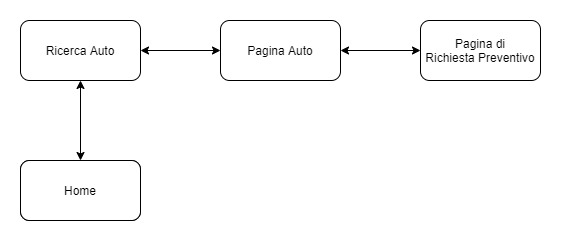 Ricerca Auto
Pagina Auto
Pagina di
Richiesta Preventivo
Home